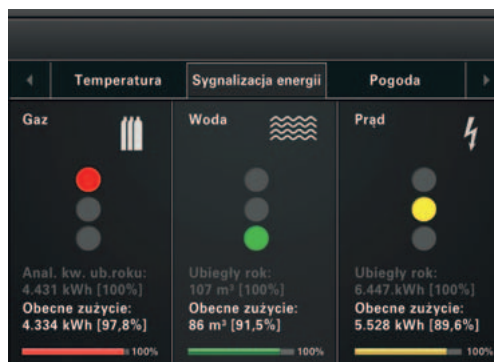 Temperatura
Sygnalizacja energii
Pogoda
Gaz
Anal. kw. ub.roku:
4.431 kWh [100%]
Obecne zużycie:
4.334 kWh [97,8%]
100%
Woda
Ubiegły rok:
107 m³ [100%]
Obecne zużycie:
86 m³ [91,5%]
100%
Prąd
Ubiegły rok:
6.447.kWh [100%]
Obecne zużycie:
5.528 kWh [89,6%]
100%